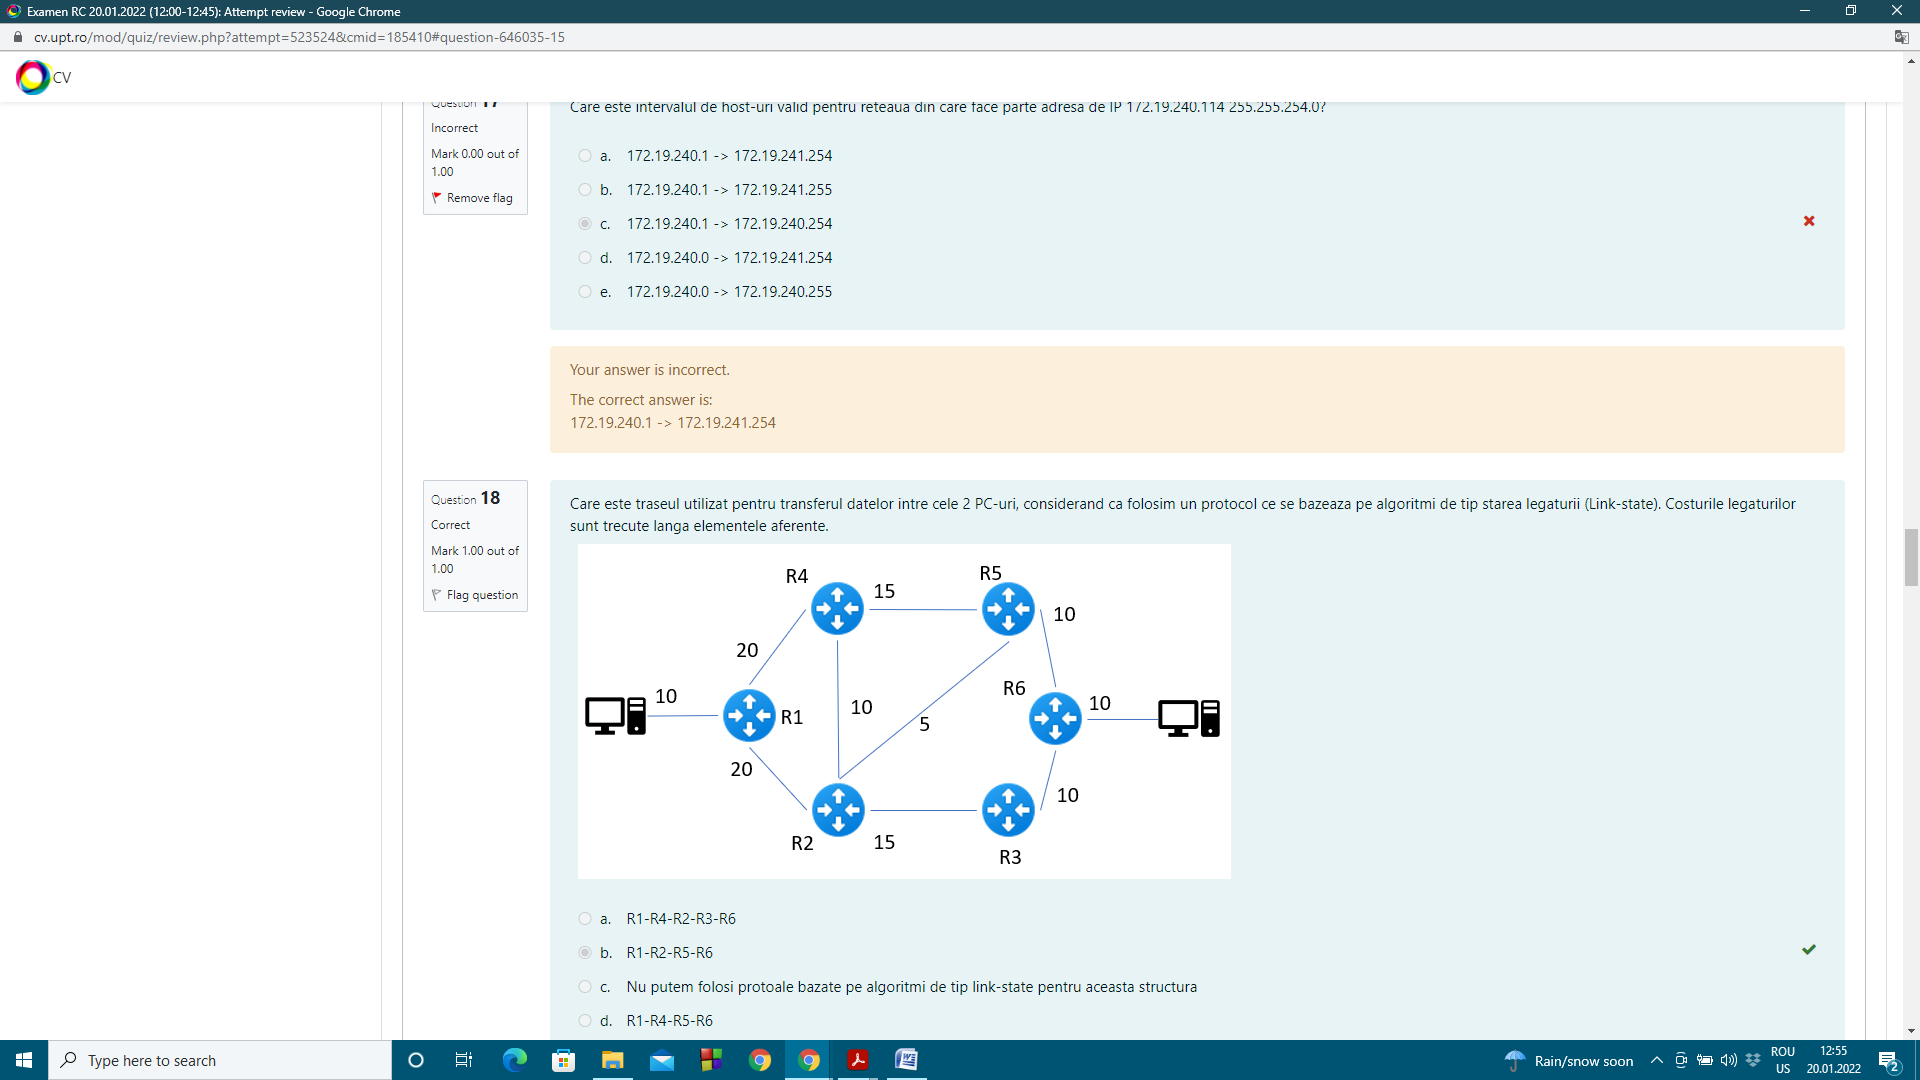 Examen RC 20.01.2022 (12:00-12:45): Attempt review - Google Chrome
cv.upt.ro/mod/quiz/review.php?attempt=523524&cmid=185410#question-646035-15
CV
Question 17
Incorrect
Mark 0.00 out of
1.00
Remove flag
Care este intervalul de host-uri valid pentru reteaua din care face parte adresa de IP 172.19.240.114 255.255.254.0?
a. 172.19.240.1 -> 172.19.241.254
b. 172.19.240.1 -> 172.19.241.255
c. 172.19.240.1 -> 172.19.240.254
d. 172.19.240.0 -> 172.19.241.254
e. 172.19.240.0 -> 172.19.240.255
Your answer is incorrect.
The correct answer is:
172.19.240.1 -> 172.19.241.254
Question 18
Correct
Mark 1.00 out of
1.00
Flag question
Care este traseul utilizat pentru transferul datelor intre cele 2 PC-uri, considerand ca folosim un protocol ce se bazeaza pe algoritmi de tip starea legaturii (Link-state). Costurile legaturilor
sunt trecute langa elementele aferente.
R4
15
R5
10
20
10
R1
10
5
R6
10
20
10
R2
15
R3
a. R1-R4-R2-R3-R6
b. R1-R2-R5-R6
c. Nu putem folosi protoale bazate pe algoritmi de tip link-state pentru aceasta structura
d. R1-R4-R5-R6
Type here to search
Rain/snow soon
ROU
US
12:55
20.01.2022
2